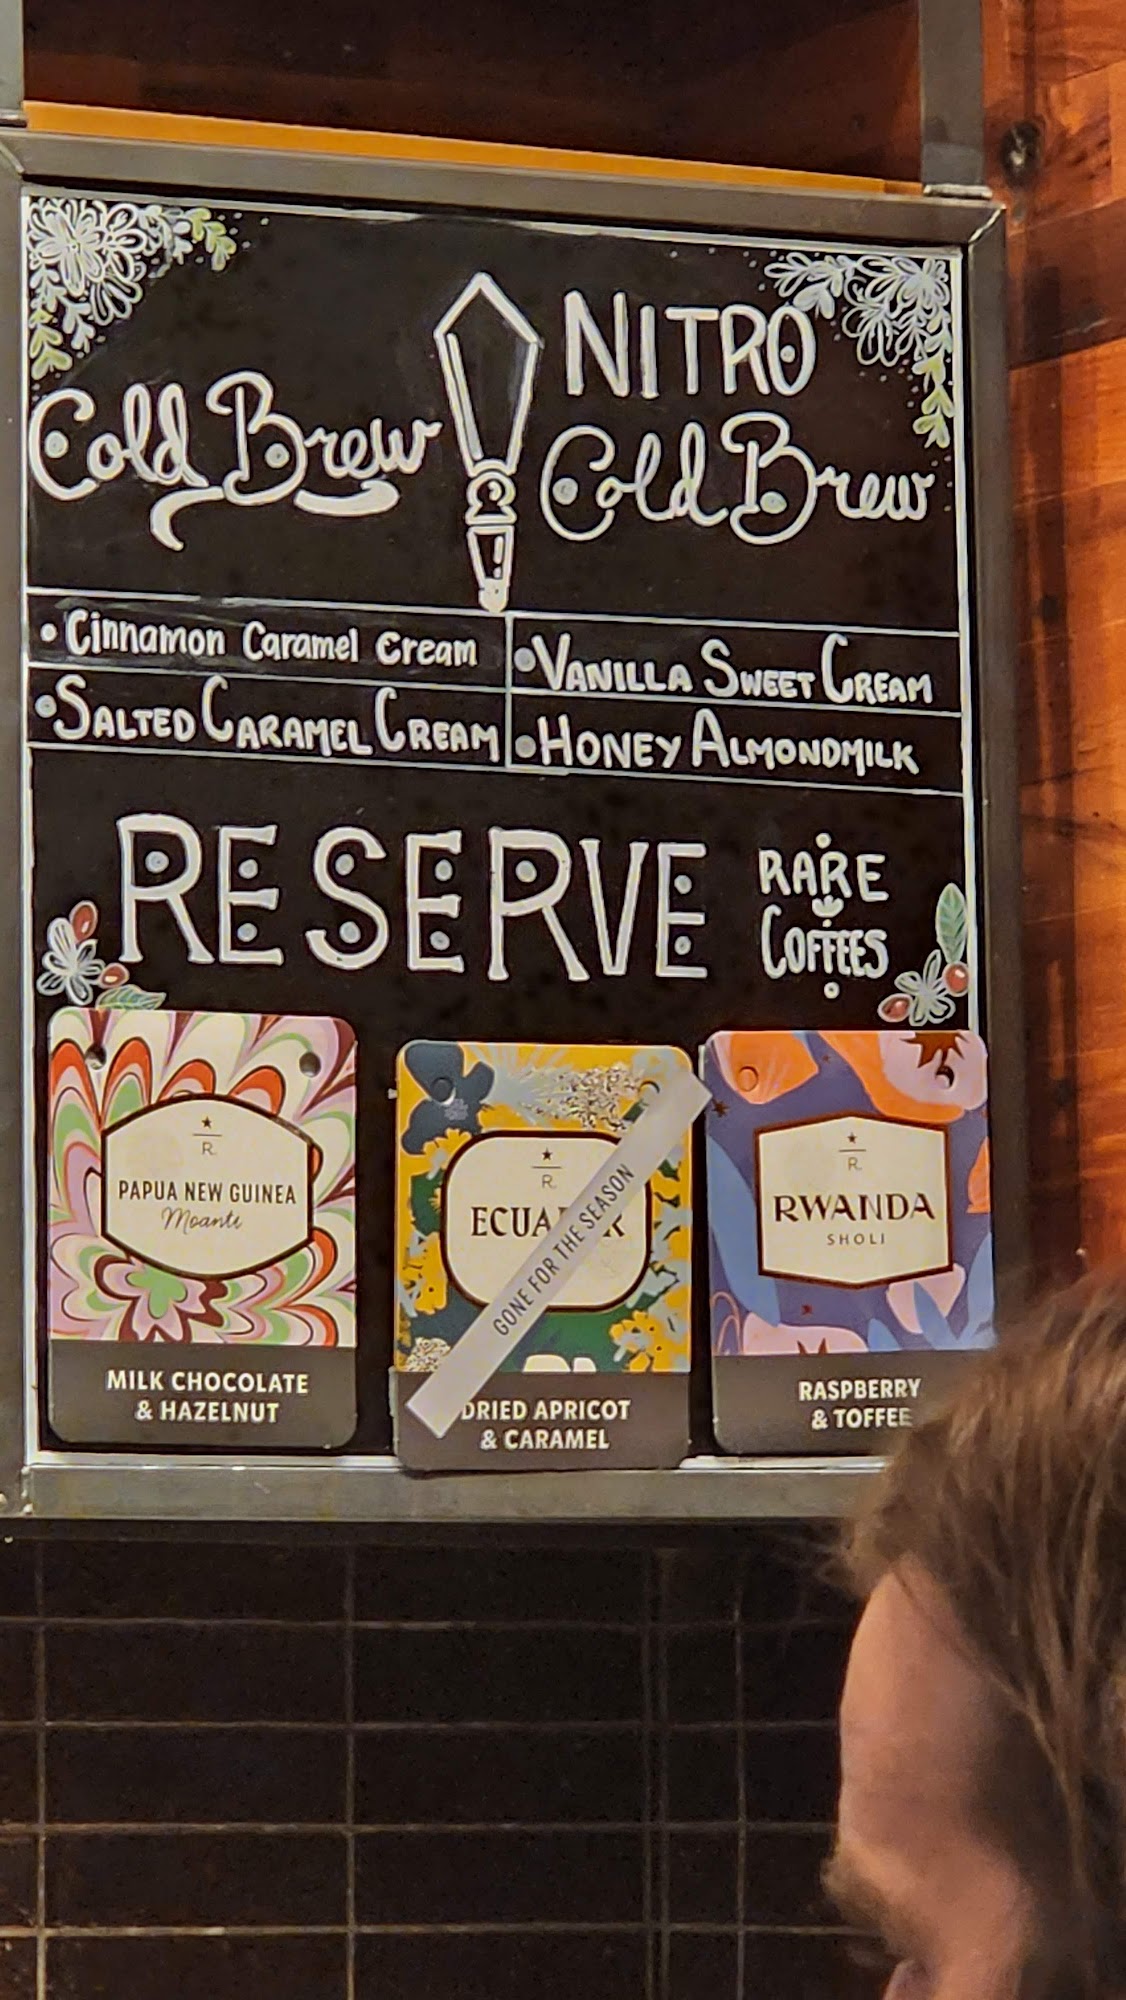 Cold Brew
NITRO
Cold Brew
• Cinnamon Caramel Cream
• SALTED CARAMEL CREAM
• VANILLA SWEET CREAM
• HONEY ALMONDMILK
RESERVE
RARE
COFFEES
R
PAPUA NEW GUINEA
Moanti
MILK CHOCOLATE
& HAZELNUT
R
GONE FOR THE SEASON
DRIED APRICOT
& CARAMEL
R
RWANDA
SHOLI
RASPBERRY
& TOFFEE